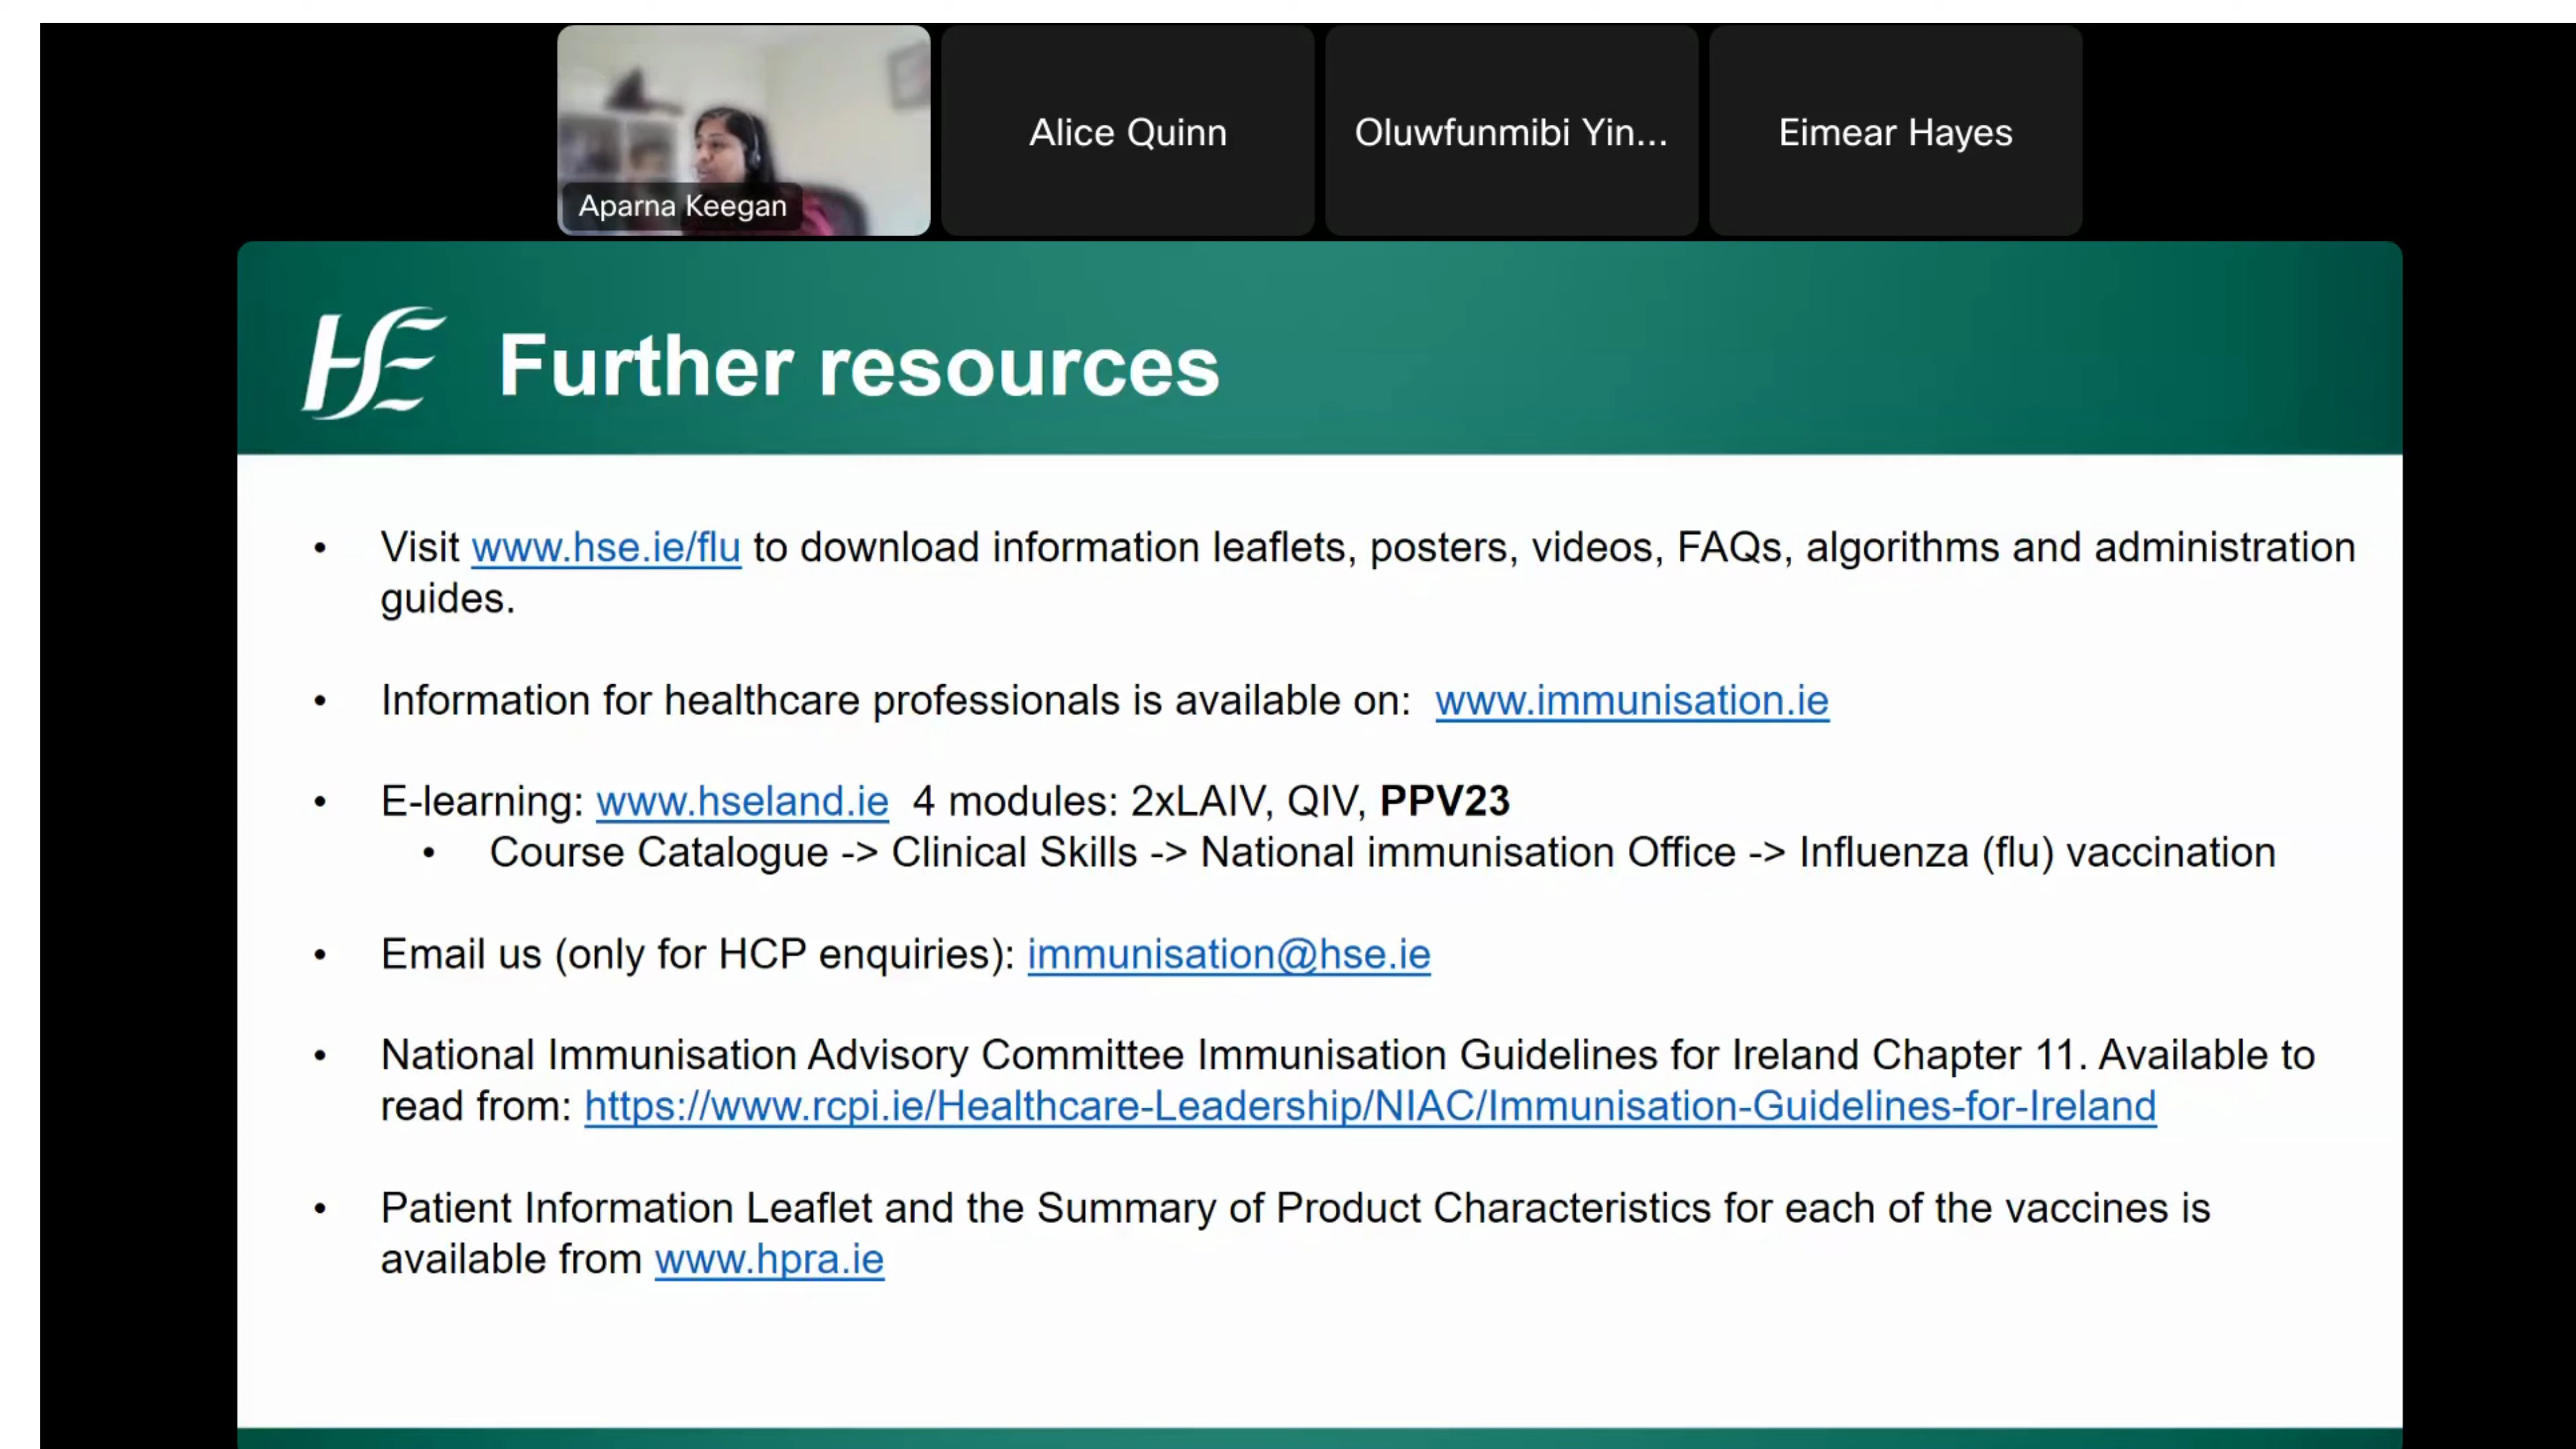 Aparna Keegan
Alice Quinn
Oluwfunmibi Yin...
Eimear Hayes
HSE
Further resources
• Visit www.hse.ie/flu to download information leaflets, posters, videos, FAQs, algorithms and administration
guides.
• Information for healthcare professionals is available on: www.immunisation.ie
• E-learning: www.hseland.ie 4 modules: 2xLAIV, QIV, PPV23
• Course Catalogue -> Clinical Skills -> National immunisation Office -> Influenza (flu) vaccination
• Email us (only for HCP enquiries): immunisation@hse.ie
• National Immunisation Advisory Committee Immunisation Guidelines for Ireland Chapter 11. Available to
read from: https://www.rcpi.ie/Healthcare-Leadership/NIAC/Immunisation-Guidelines-for-Ireland
• Patient Information Leaflet and the Summary of Product Characteristics for each of the vaccines is
available from www.hpra.ie